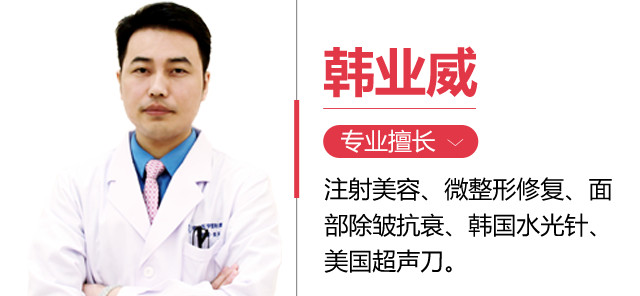 韩业威
专业擅长
注射美容、微整形修复、面
部除皱抗衰、韩国水光针、
美国超声刀。